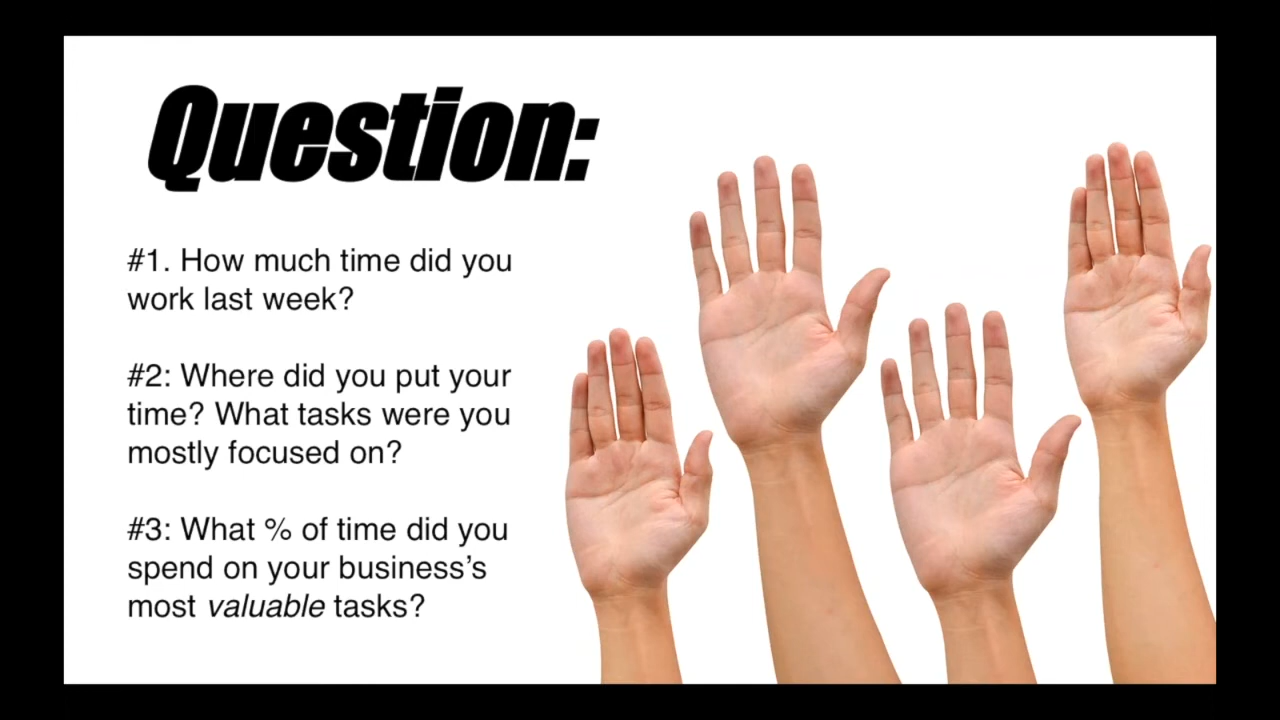 Question:
#1. How much time did you
work last week?
#2: Where did you put your
time? What tasks were you
mostly focused on?
#3: What % of time did you
spend on your business’s
most valuable tasks?